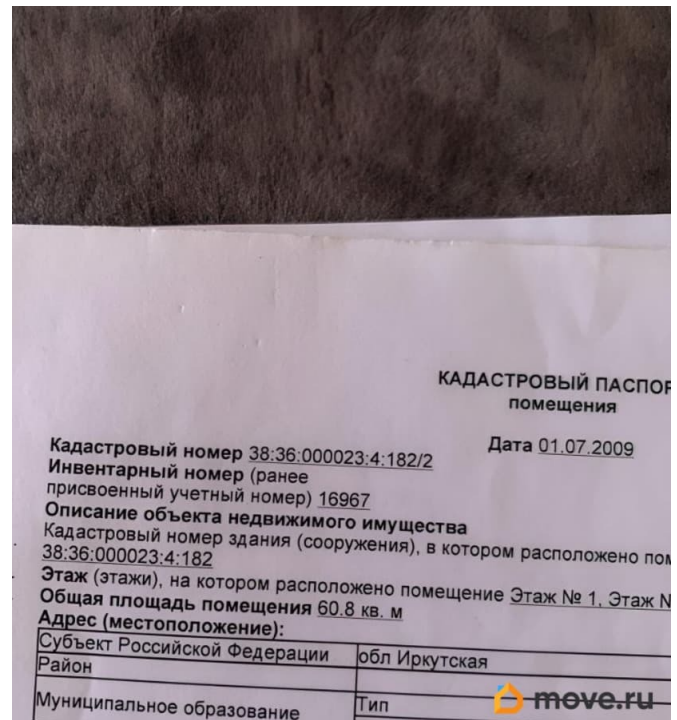 КАДАСТРОВЫЙ ПАСПОР
помещения
Кадастровый номер 38:36:000023:4:182/2 Дата 01.07.2009
Инвентарный номер (ранее
присвоенный учетный номер) 16967
Описание объекта недвижимого имущества
Кадастровый номер здания (сооружения), в котором расположено пом
38:36:000023:4:182
Этаж (этажи), на котором расположено помещение Этаж № 1, Этаж N
Общая площадь помещения 60.8 кв. м
Адрес (местоположение):
Субъект Российской Федерации обл Иркутская
Район
Муниципальное образование Тип
move.ru